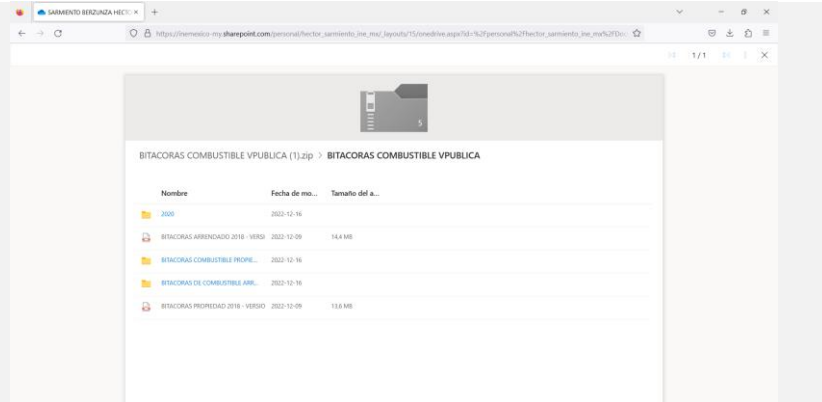 SARMIENTO BERZUNZA HECTO
https://inemexico-my.sharepoint.com/personal/hector_sarmiento_ine_mx/_layouts/15/onedrive.aspx?id=%2Fpersonal%2Fhector_sarmiento_ine_mx%2FDo
1 / 1
5
BITACORAS COMBUSTIBLE VPUBLICA (1).zip > BITACORAS COMBUSTIBLE VPUBLICA
Nombre Fecha de mo... Tamaño del a...
2020 2022-12-16
BITACORAS ARRENDADO 2018 - VERSI 2022-12-09 14,4 MB
BITACORAS COMBUSTIBLE PROPIE... 2022-12-16
BITACORAS DE COMBUSTIBLE ARR... 2022-12-16
BITACORAS PROPIEDAD 2018 - VERSIO 2022-12-09 13,6 MB